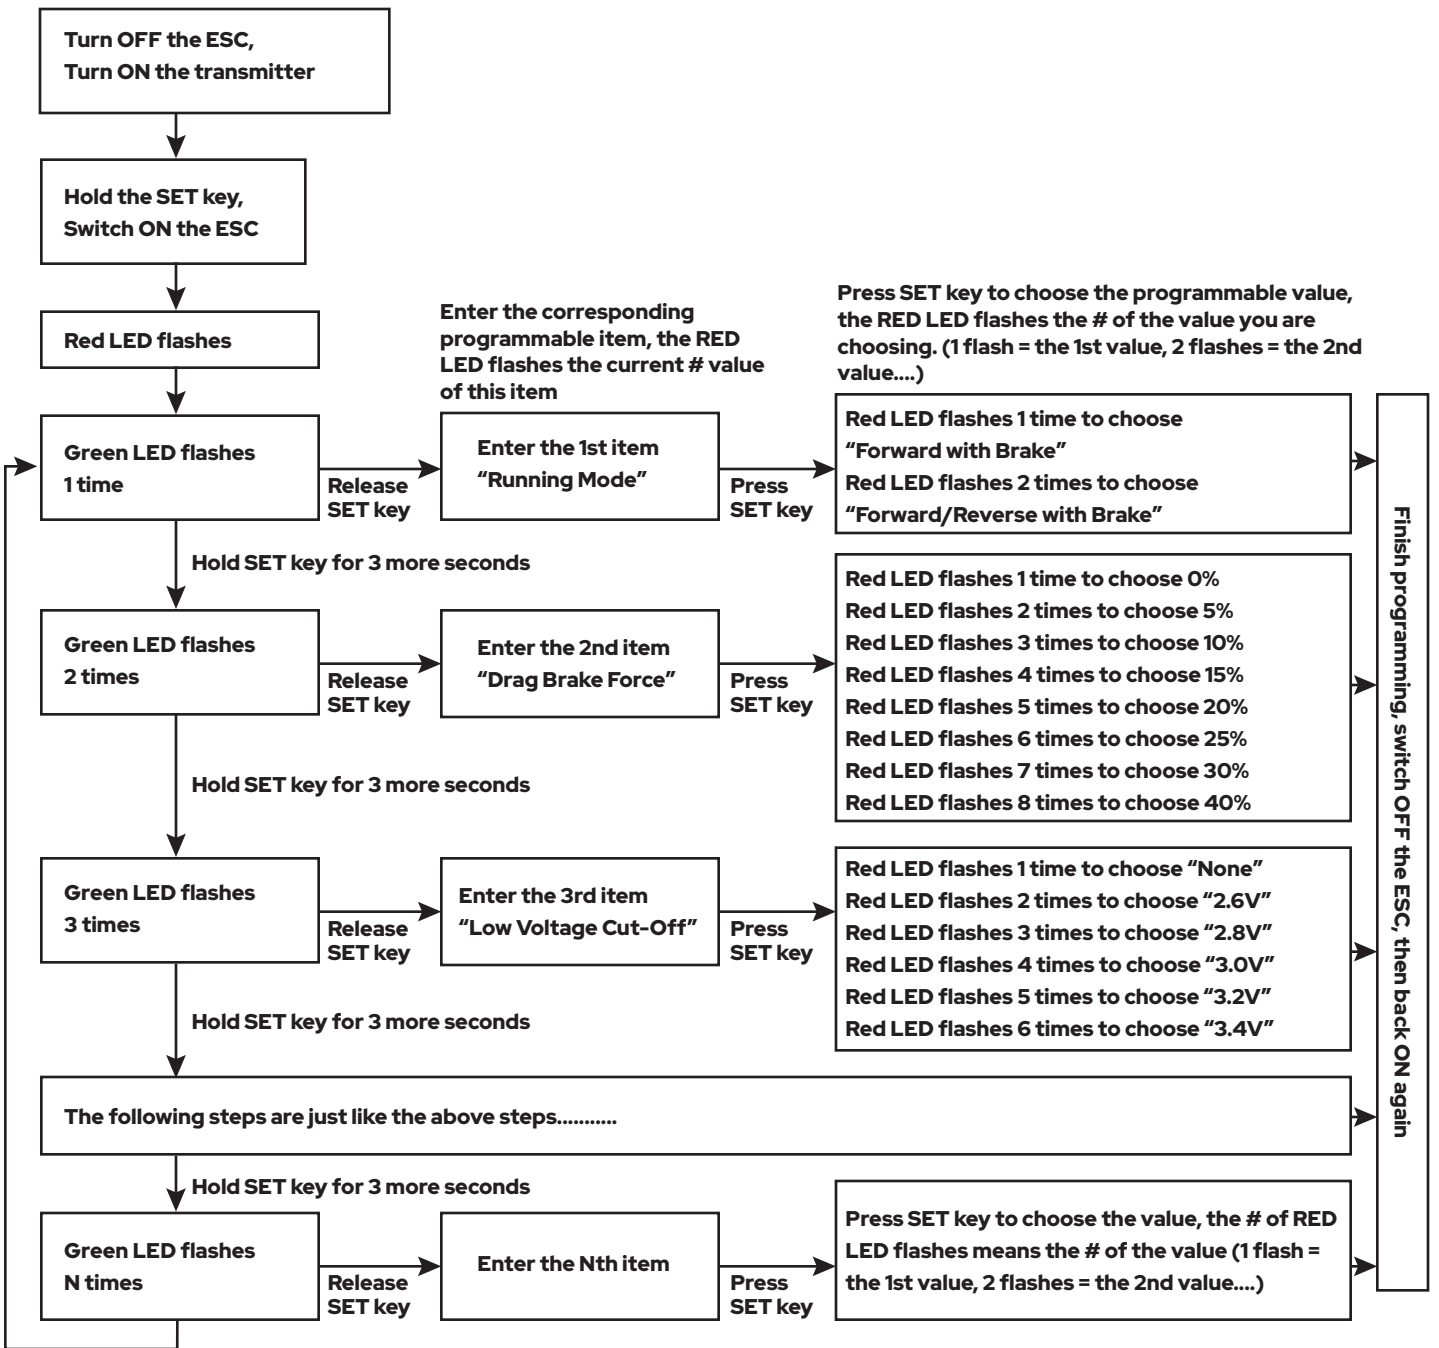 Turn OFF the ESC,
Turn ON the transmitter
Hold the SET key,
Switch ON the ESC
Red LED flashes
Enter the corresponding
programmable item, the RED
LED flashes the current # value
of this item
Press SET key to choose the programmable value,
the RED LED flashes the # of the value you are
choosing. (1 flash = the 1st value, 2 flashes = the 2nd
value....)
Green LED flashes
1 time
Release
SET key
Enter the 1st item
“Running Mode”
Press
SET key
Red LED flashes 1 time to choose
“Forward with Brake”
Red LED flashes 2 times to choose
“Forward/Reverse with Brake”
Hold SET key for 3 more seconds
Green LED flashes
2 times
Release
SET key
Enter the 2nd item
“Drag Brake Force”
Press
SET key
Red LED flashes 1 time to choose 0%
Red LED flashes 2 times to choose 5%
Red LED flashes 3 times to choose 10%
Red LED flashes 4 times to choose 15%
Red LED flashes 5 times to choose 20%
Red LED flashes 6 times to choose 25%
Red LED flashes 7 times to choose 30%
Red LED flashes 8 times to choose 40%
Hold SET key for 3 more seconds
Green LED flashes
3 times
Release
SET key
Enter the 3rd item
“Low Voltage Cut-Off”
Press
SET key
Red LED flashes 1 time to choose “None”
Red LED flashes 2 times to choose “2.6V”
Red LED flashes 3 times to choose “2.8V”
Red LED flashes 4 times to choose “3.0V”
Red LED flashes 5 times to choose “3.2V”
Red LED flashes 6 times to choose “3.4V”
Hold SET key for 3 more seconds
The following steps are just like the above steps...........
Hold SET key for 3 more seconds
Green LED flashes
N times
Release
SET key
Enter the Nth item
Press
SET key
Press SET key to choose the value, the # of RED
LED flashes means the # of the value (1 flash =
the 1st value, 2 flashes = the 2nd value....)
Finish programming, switch OFF the ESC, then back ON again